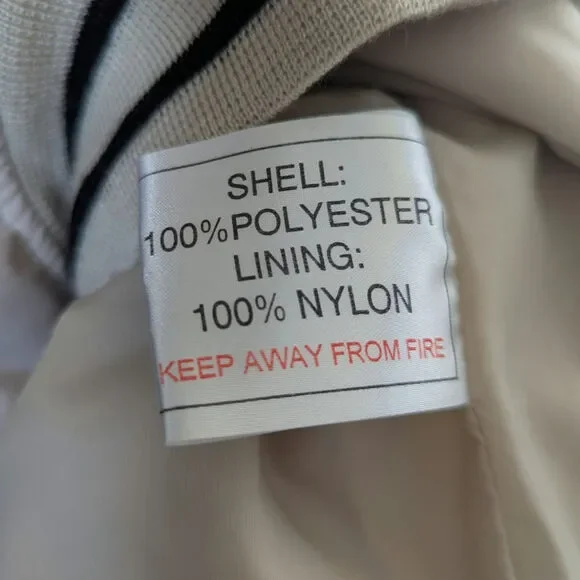 SHELL:
100%POLYESTER
LINING:
100% NYLON
KEEP AWAY FROM FIRE